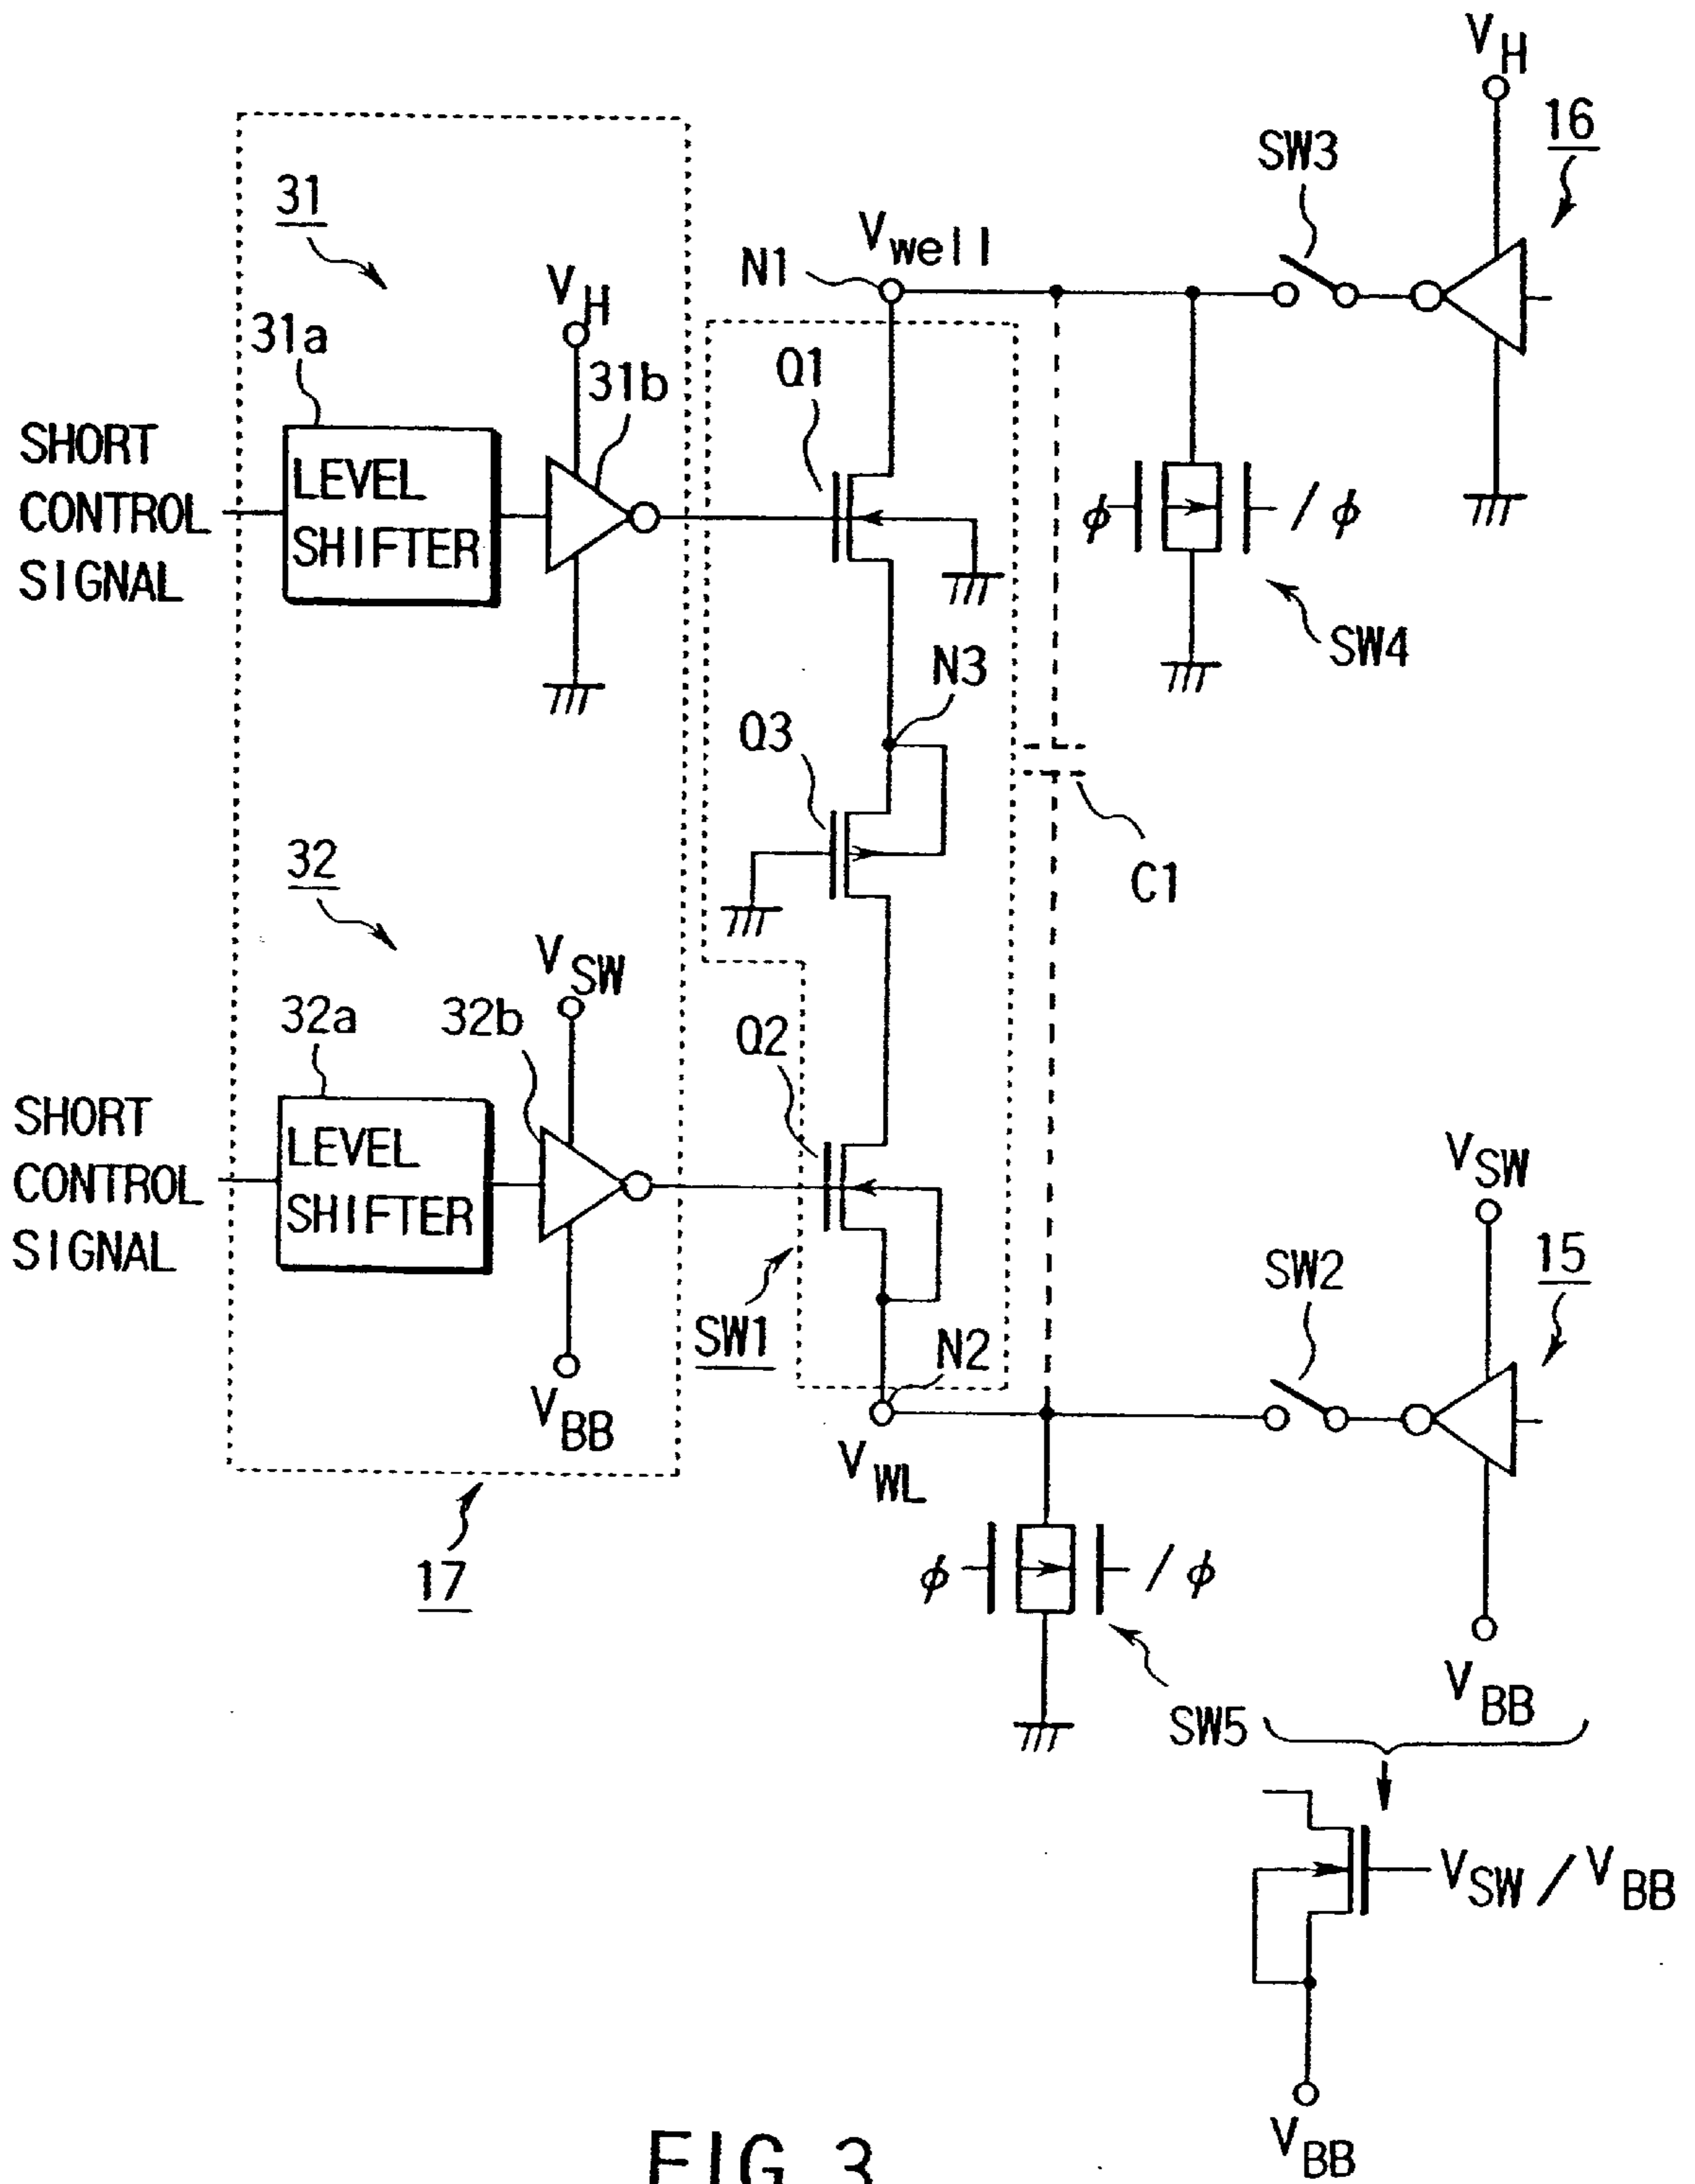 V_H
16
SW3
31
V_well
N1
V_H
31a
31b
Q1
SHORT
CONTROL
SIGNAL
LEVEL
SHIFTER
ϕ
/ϕ
SW4
N3
Q3
C1
32
V_SW
32a
32b
Q2
SHORT
CONTROL
SIGNAL
LEVEL
SHIFTER
V_SW
15
SW2
SW1
N2
V_BB
V_WL
17
ϕ
/ϕ
SW5
V_BB
V_SW/V_BB
V_BB
FIG. 3